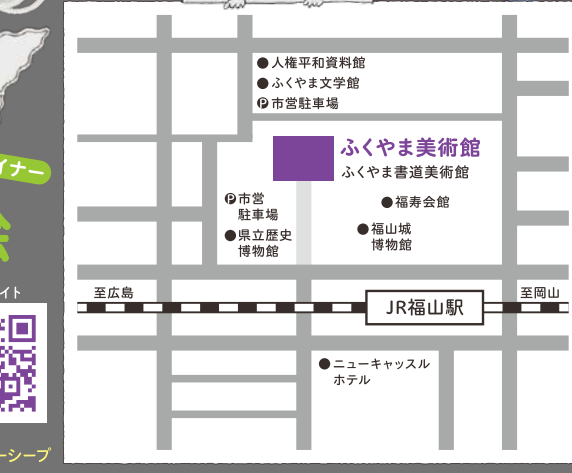 人権平和資料館
ふくやま文学館
P市営駐車場
ふくやま美術館
ふくやま書道美術館
P市営
駐車場
県立歴史
博物館
福寿会館
福山城
博物館
至広島
JR福山駅
至岡山
ニューキャッスル
ホテル
イナー
イト
ーシープ